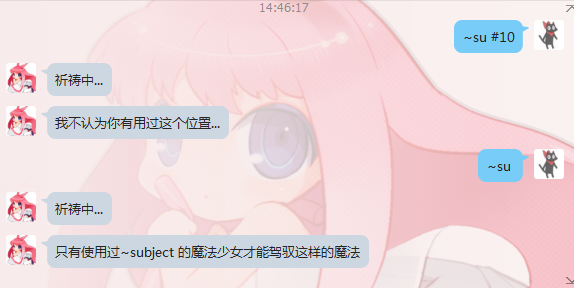 14:46:17
~su #10
祈祷中...
我不认为你有用过这个位置...
~su
祈祷中...
只有使用过~subject 的魔法少女才能驾驭这样的魔法